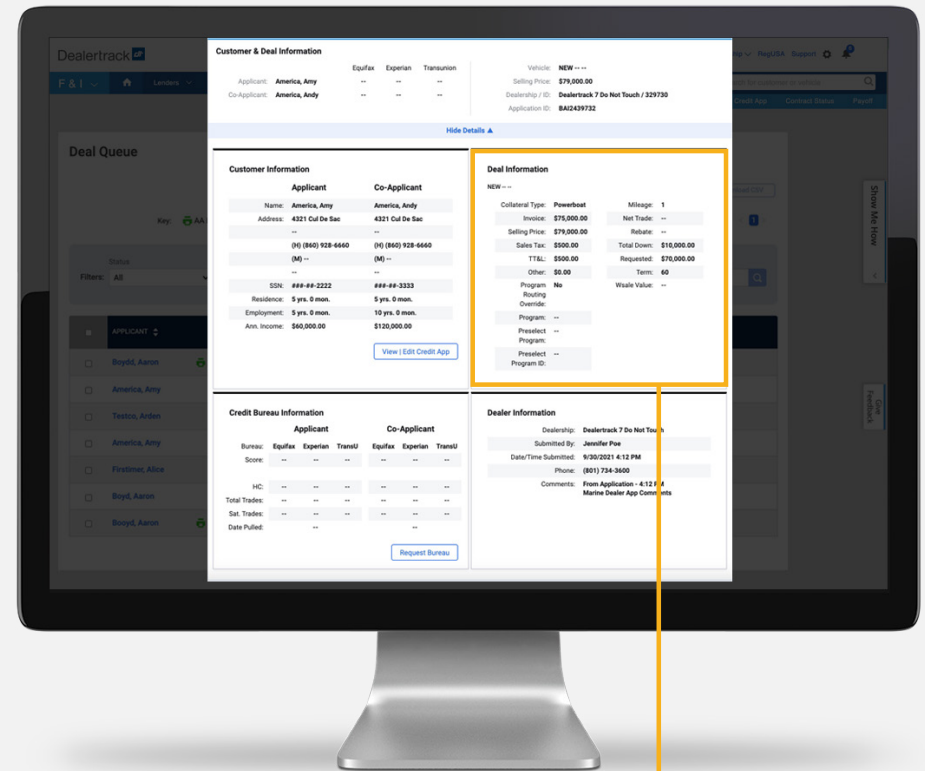 Dealertrack
RegUSA Support
F & I
Lenders
Credit App Contract Status Payoff
Deal Queue
Key: AA
Status
Filters: All
APPLICANT
Boydd, Aaron
America, Amy
Testco, Arden
America, Amy
Firstimer, Alice
Boyd, Aaron
Booyd, Aaron
1
Show Me How
Give Feedback
Customer & Deal Information
Equifax Experian Transunion
Applicant: America, Amy -- -- --
Co-Applicant: America, Andy -- -- --
Vehicle: NEW -- --
Selling Price: $79,000.00
Dealership / ID: Dealertrack 7 Do Not Touch / 329730
Application ID: BAI2439732
Hide Details ▲
Customer Information
Applicant Co-Applicant
Name: America, Amy America, Andy
Address: 4321 Cul De Sac 4321 Cul De Sac
-- --
(H) (860) 928-6660 (H) (860) 928-6660
(M) -- (M) --
-- --
SSN: ###-##-2222 ###-##-3333
Residence: 5 yrs. 0 mon. 5 yrs. 0 mon.
Employment: 5 yrs. 0 mon. 10 yrs. 0 mon.
Ann. Income: $60,000.00 $120,000.00
View | Edit Credit App
Deal Information
NEW -- --
Collateral Type: Powerboat Mileage: 1
Invoice: $75,000.00 Net Trade: --
Selling Price: $79,000.00 Rebate: --
Sales Tax: $500.00 Total Down: $10,000.00
TT&L: $500.00 Requested: $70,000.00
Other: $0.00 Term: 60
Program No Wsale Value: --
Routing
Override:
Program: --
Preselect --
Program:
Preselect --
Program ID:
Credit Bureau Information
Applicant Co-Applicant
Bureau: Equifax Experian TransU Equifax Experian TransU
Score: -- -- -- -- -- --
HC: -- -- -- -- -- --
Total Trades: -- -- -- -- -- --
Sat. Trades: -- -- -- -- -- --
Date Pulled: -- --
Request Bureau
Dealer Information
Dealership: Dealertrack 7 Do Not Touch
Submitted By: Jennifer Poe
Date/Time Submitted: 9/30/2021 4:12 PM
Phone: (801) 734-3600
Comments: From Application - 4:12 PM
Marine Dealer App Comments